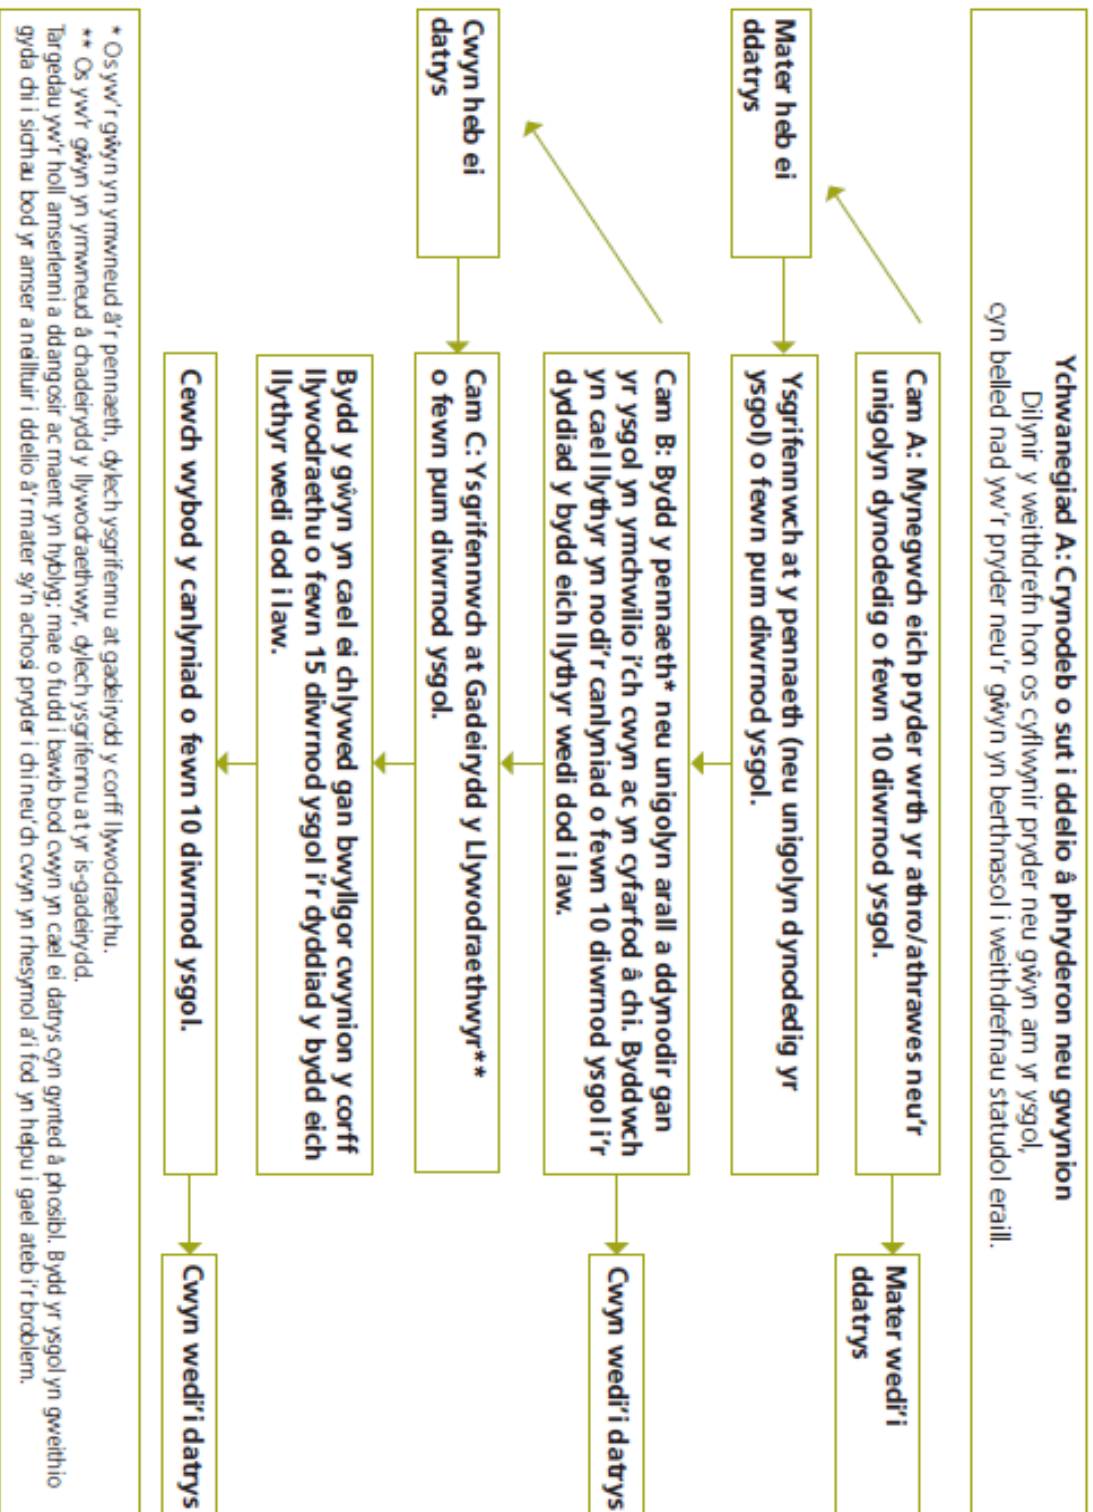 Ychwanegiad A: Crynodeb o sut i ddelio â phryderon neu gwynion
Dilynir y weithdrefn hon os cyflwynir pryder neu gŵyn am yr ysgol,
cyn belled nad yw'r pryder neu'r gŵyn yn berthnasol i weithdrefnau statudol eraill.
Cam A: Mynegwch eich pryder wrth yr athro/athrawes neu'r
unigolyn dynodedig o fewn 10 diwrnod ysgol.
Mater wedi'i
ddatrys
Mater heb ei
ddatrys
Ysgrifennwch at y pennaeth (neu unigolyn dynodedig yr
ysgol) o fewn pum diwrnod ysgol.
Cam B: Bydd y pennaeth* neu unigolyn arall a ddynodir gan
yr ysgol yn ymchwilio i'ch cwyn ac yn cyfarfod â chi. Byddwch
yn cael llythyr yn nodi'r canlyniad o fewn 10 diwrnod ysgol i'r
dyddiad y bydd eich llythyr wedi dod i law.
Cwyn wedi'i datrys
Cwyn heb ei
datrys
Cam C: Ysgrifennwch at Gadeirydd y Llywodraethwyr**
o fewn pum diwrnod ysgol.
Bydd y gŵyn yn cael ei chlywed gan bwyllgor cwynion y corff
llywodraethu o fewn 15 diwrnod ysgol i'r dyddiad y bydd eich
llythyr wedi dod i law.
Cewch wybod y canlyniad o fewn 10 diwrnod ysgol.
Cwyn wedi'i datrys
* Os yw'r gŵyn yn ymwneud â'r pennaeth, dylech ysgrifennu at gadeirydd y corff llywodraethu.
** Os yw'r gŵyn yn ymwneud â chadeirydd y llywodraethwyr, dylech ysgrifennu at yr is-gadeirydd.
Targedau yw'r holl amserlenni a ddangosir ac maent yn hyblyg; mae o fudd i bawb bod cwyn yn cael ei datrys cyn gynted â phosibl. Bydd yr ysgol yn gweithio
gyda chi i sicrhau bod yr amser a neilltuir i ddelio â'r mater sy'n achosi pryder i chi neu'ch cwyn yn rhesymol a'i fod yn helpu i gael ateb i'r broblem.